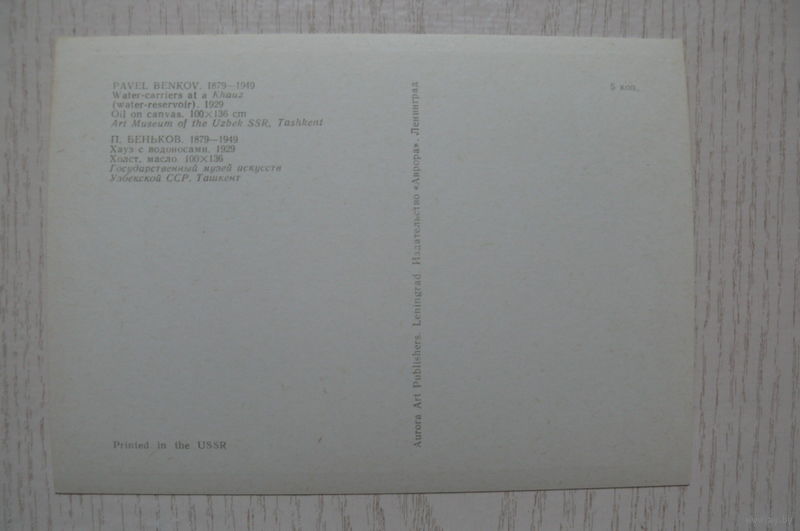 PAVEL BENKOV. 1879—1949
Water-carriers at a Khauz
(water-reservoir). 1929
Oil on canvas. 100×136 cm
Art Museum of the Uzbek SSR, Tashkent
П. БЕНЬКОВ. 1879—1949
Хауз с водоносами. 1929
Холст, масло. 100×136
Государственный музей искусств
Узбекской ССР. Ташкент
Printed in the USSR
Aurora Art Publishers. Leningrad. Издательство «Аврора». Ленинград
5 коп.